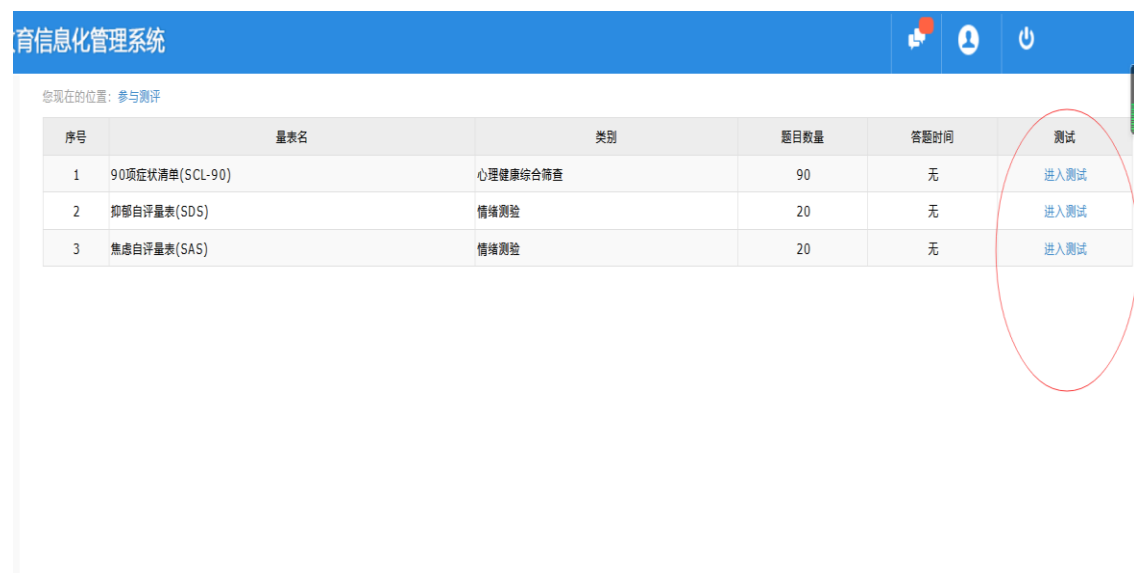 育信息化管理系统
您现在的位置: 参与测评
序号 量表名 类别 题目数量 答题时间 测试
1 90项症状清单(SCL-90) 心理健康综合筛查 90 无 进入测试
2 抑郁自评量表(SDS) 情绪测验 20 无 进入测试
3 焦虑自评量表(SAS) 情绪测验 20 无 进入测试